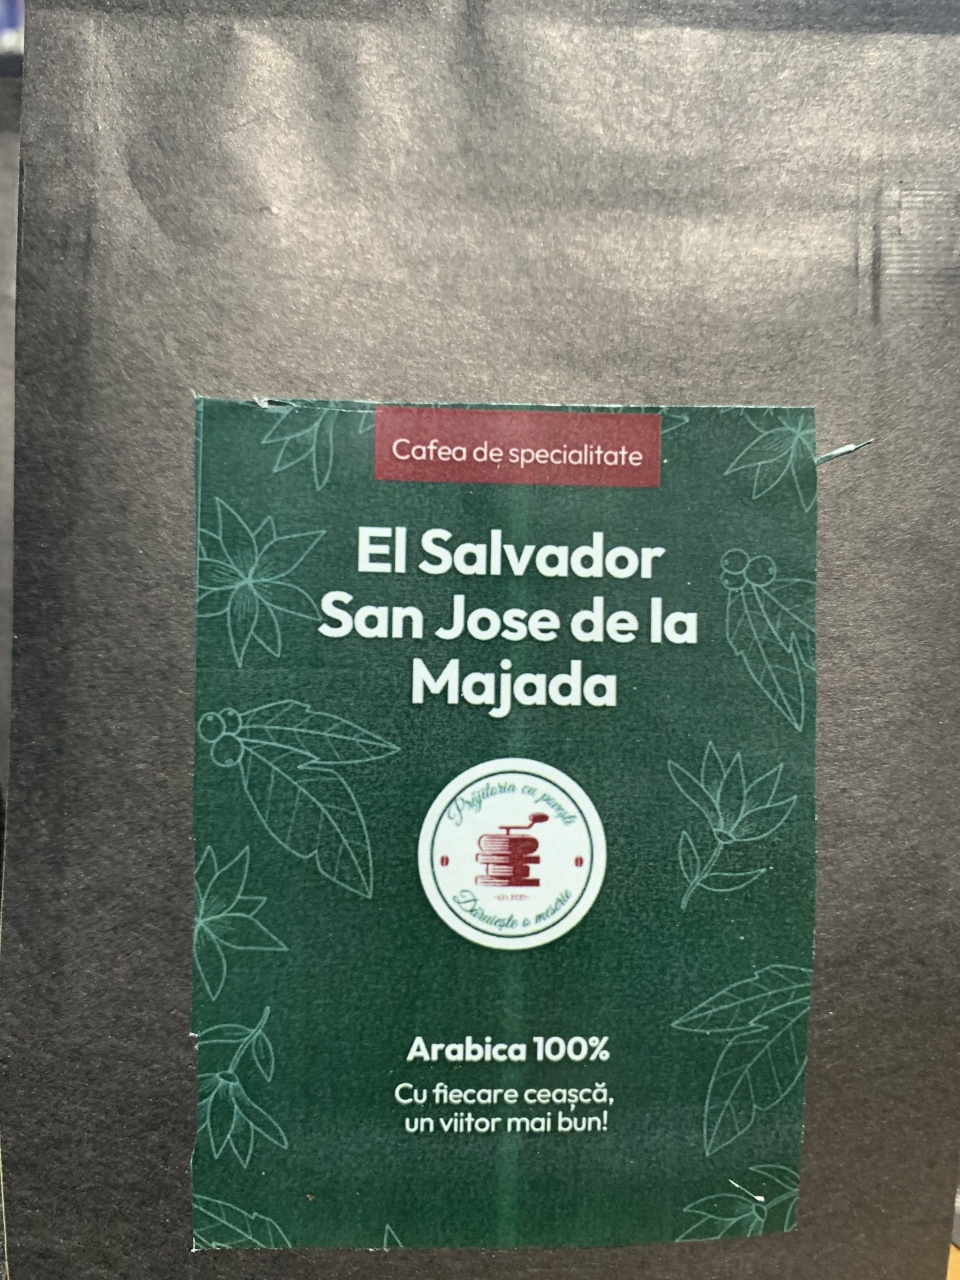 Cafea de specialitate
El Salvador
San Jose de la
Majada
Prăjitoria cu povești
Dăruiește o meserie
Arabica 100%
Cu fiecare ceașcă,
un viitor mai bun!